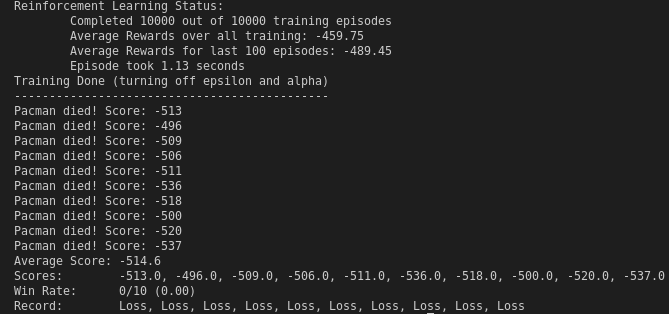 Reinforcement Learning Status:
Completed 10000 out of 10000 training episodes
Average Rewards over all training: -459.75
Average Rewards for last 100 episodes: -489.45
Episode took 1.13 seconds
Training Done (turning off epsilon and alpha)
---------------------------------------------
Pacman died! Score: -513
Pacman died! Score: -496
Pacman died! Score: -509
Pacman died! Score: -506
Pacman died! Score: -511
Pacman died! Score: -536
Pacman died! Score: -518
Pacman died! Score: -500
Pacman died! Score: -520
Pacman died! Score: -537
Average Score: -514.6
Scores:        -513.0, -496.0, -509.0, -506.0, -511.0, -536.0, -518.0, -500.0, -520.0, -537.0
Win Rate:      0/10 (0.00)
Record:        Loss, Loss, Loss, Loss, Loss, Loss, Loss, Loss, Loss, Loss